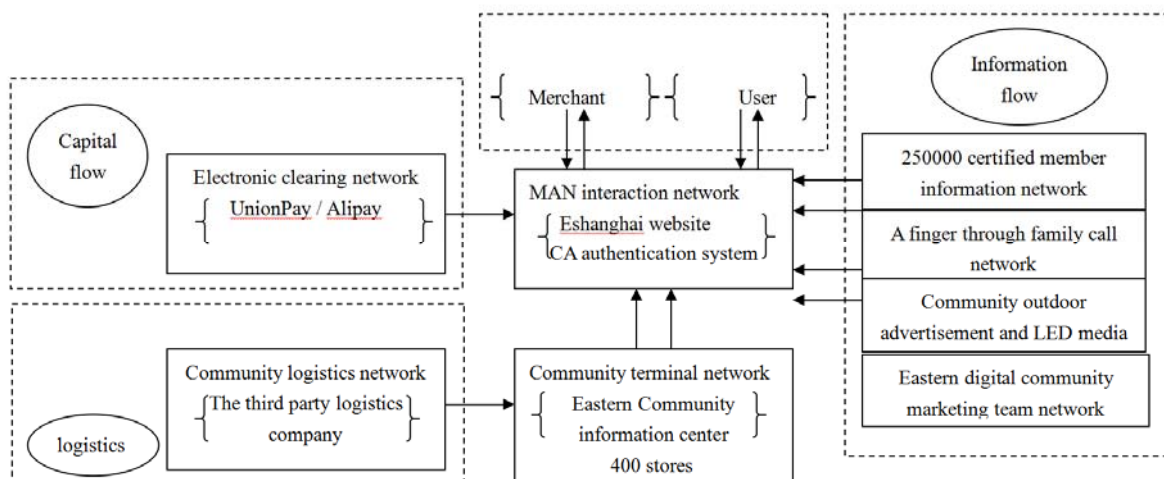 Merchant
User
Information
flow
Capital
flow
Electronic clearing network
UnionPay / Alipay
MAN interaction network
Eshanghai website
CA authentication system
250000 certified member
information network
A finger through family call
network
Community outdoor
advertisement and LED media
Eastern digital community
marketing team network
logistics
Community logistics network
The third party logistics
company
Community terminal network
Eastern Community
information center
400 stores